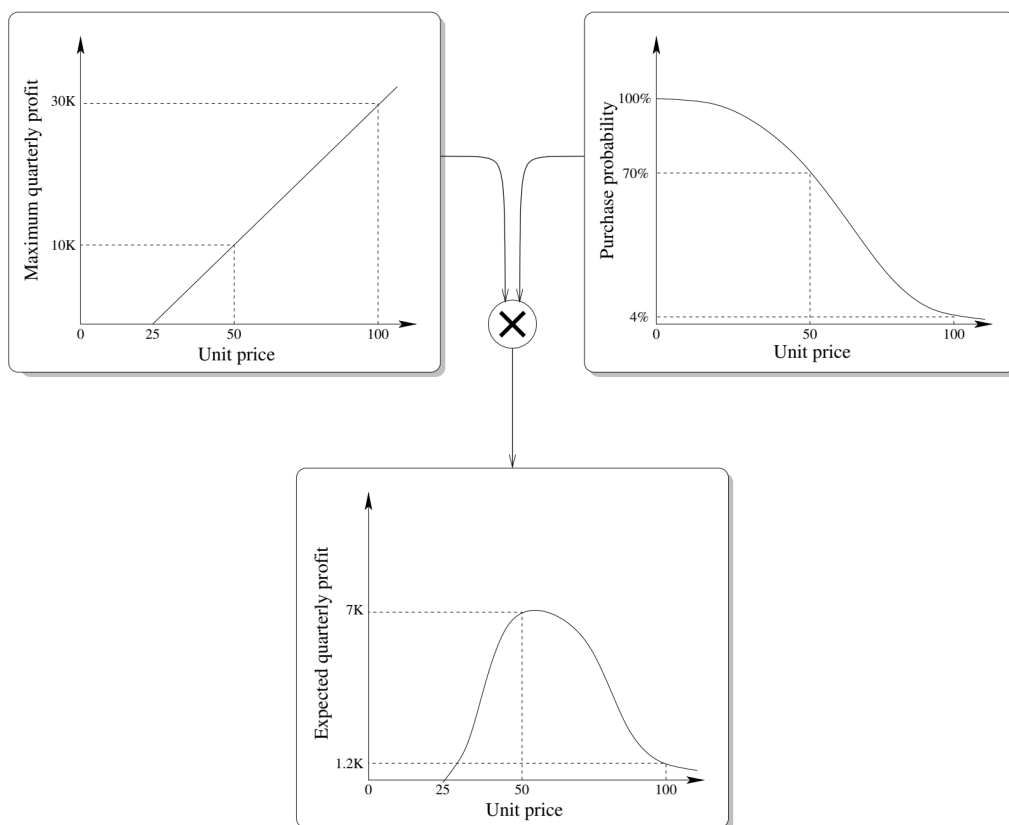 Maximum quarterly profit
30K
10K
0
25
50
100
Unit price
Purchase probability
100%
70%
4%
0
50
100
Unit price
Expected quarterly profit
7K
1.2K
0
25
50
100
Unit price